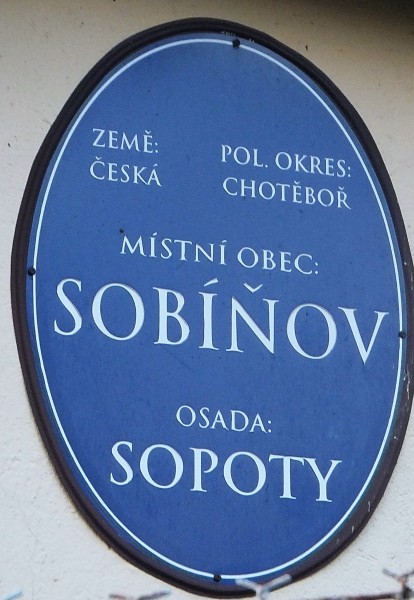 ZEMĚ: POL. OKRES:
ČESKÁ CHOTĚBOŘ
MÍSTNÍ OBEC:
SOBÍŇOV
OSADA:
SOPOTY